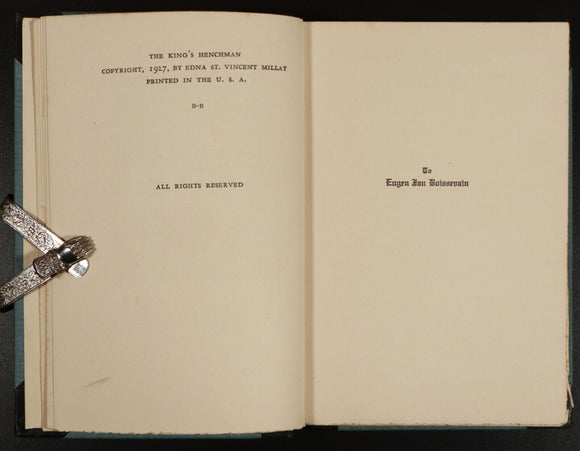 THE KING'S HENCHMAN
COPYRIGHT, 1927, BY EDNA ST. VINCENT MILLAY
PRINTED IN THE U. S. A.
B-B
ALL RIGHTS RESERVED
To
Eugen Jan Boissevain